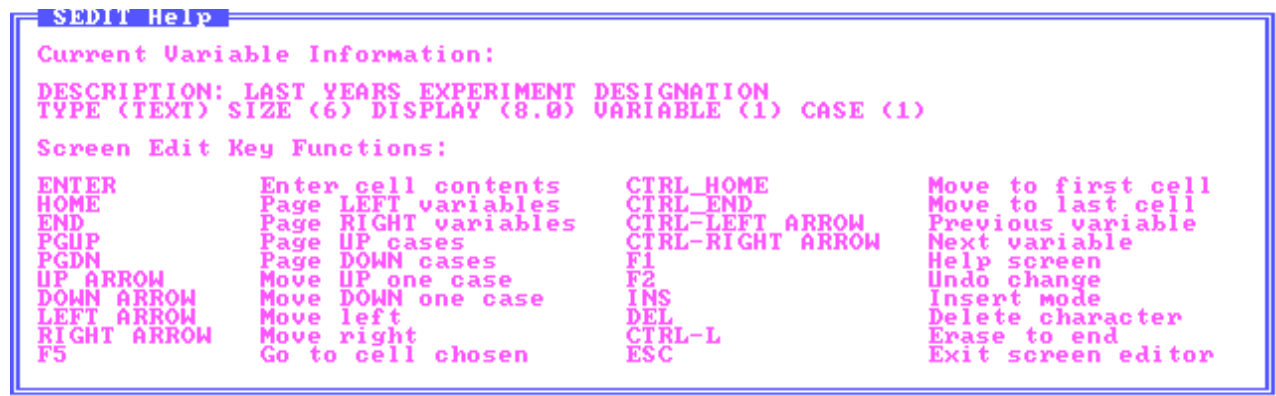 SEDIT Help
Current Variable Information:
DESCRIPTION: LAST YEARS EXPERIMENT DESIGNATION
TYPE (TEXT) SIZE (6) DISPLAY (8.0) VARIABLE (1) CASE (1)
Screen Edit Key Functions:
ENTER Enter cell contents CTRL_HOME Move to first cell
HOME Page LEFT variables CTRL_END Move to last cell
END Page RIGHT variables CTRL-LEFT ARROW Previous variable
PGUP Page UP cases CTRL-RIGHT ARROW Next variable
PGDN Page DOWN cases F1 Help screen
UP ARROW Move UP one case F2 Undo change
DOWN ARROW Move DOWN one case INS Insert mode
LEFT ARROW Move left DEL Delete character
RIGHT ARROW Move right CTRL-L Erase to end
F5 Go to cell chosen ESC Exit screen editor